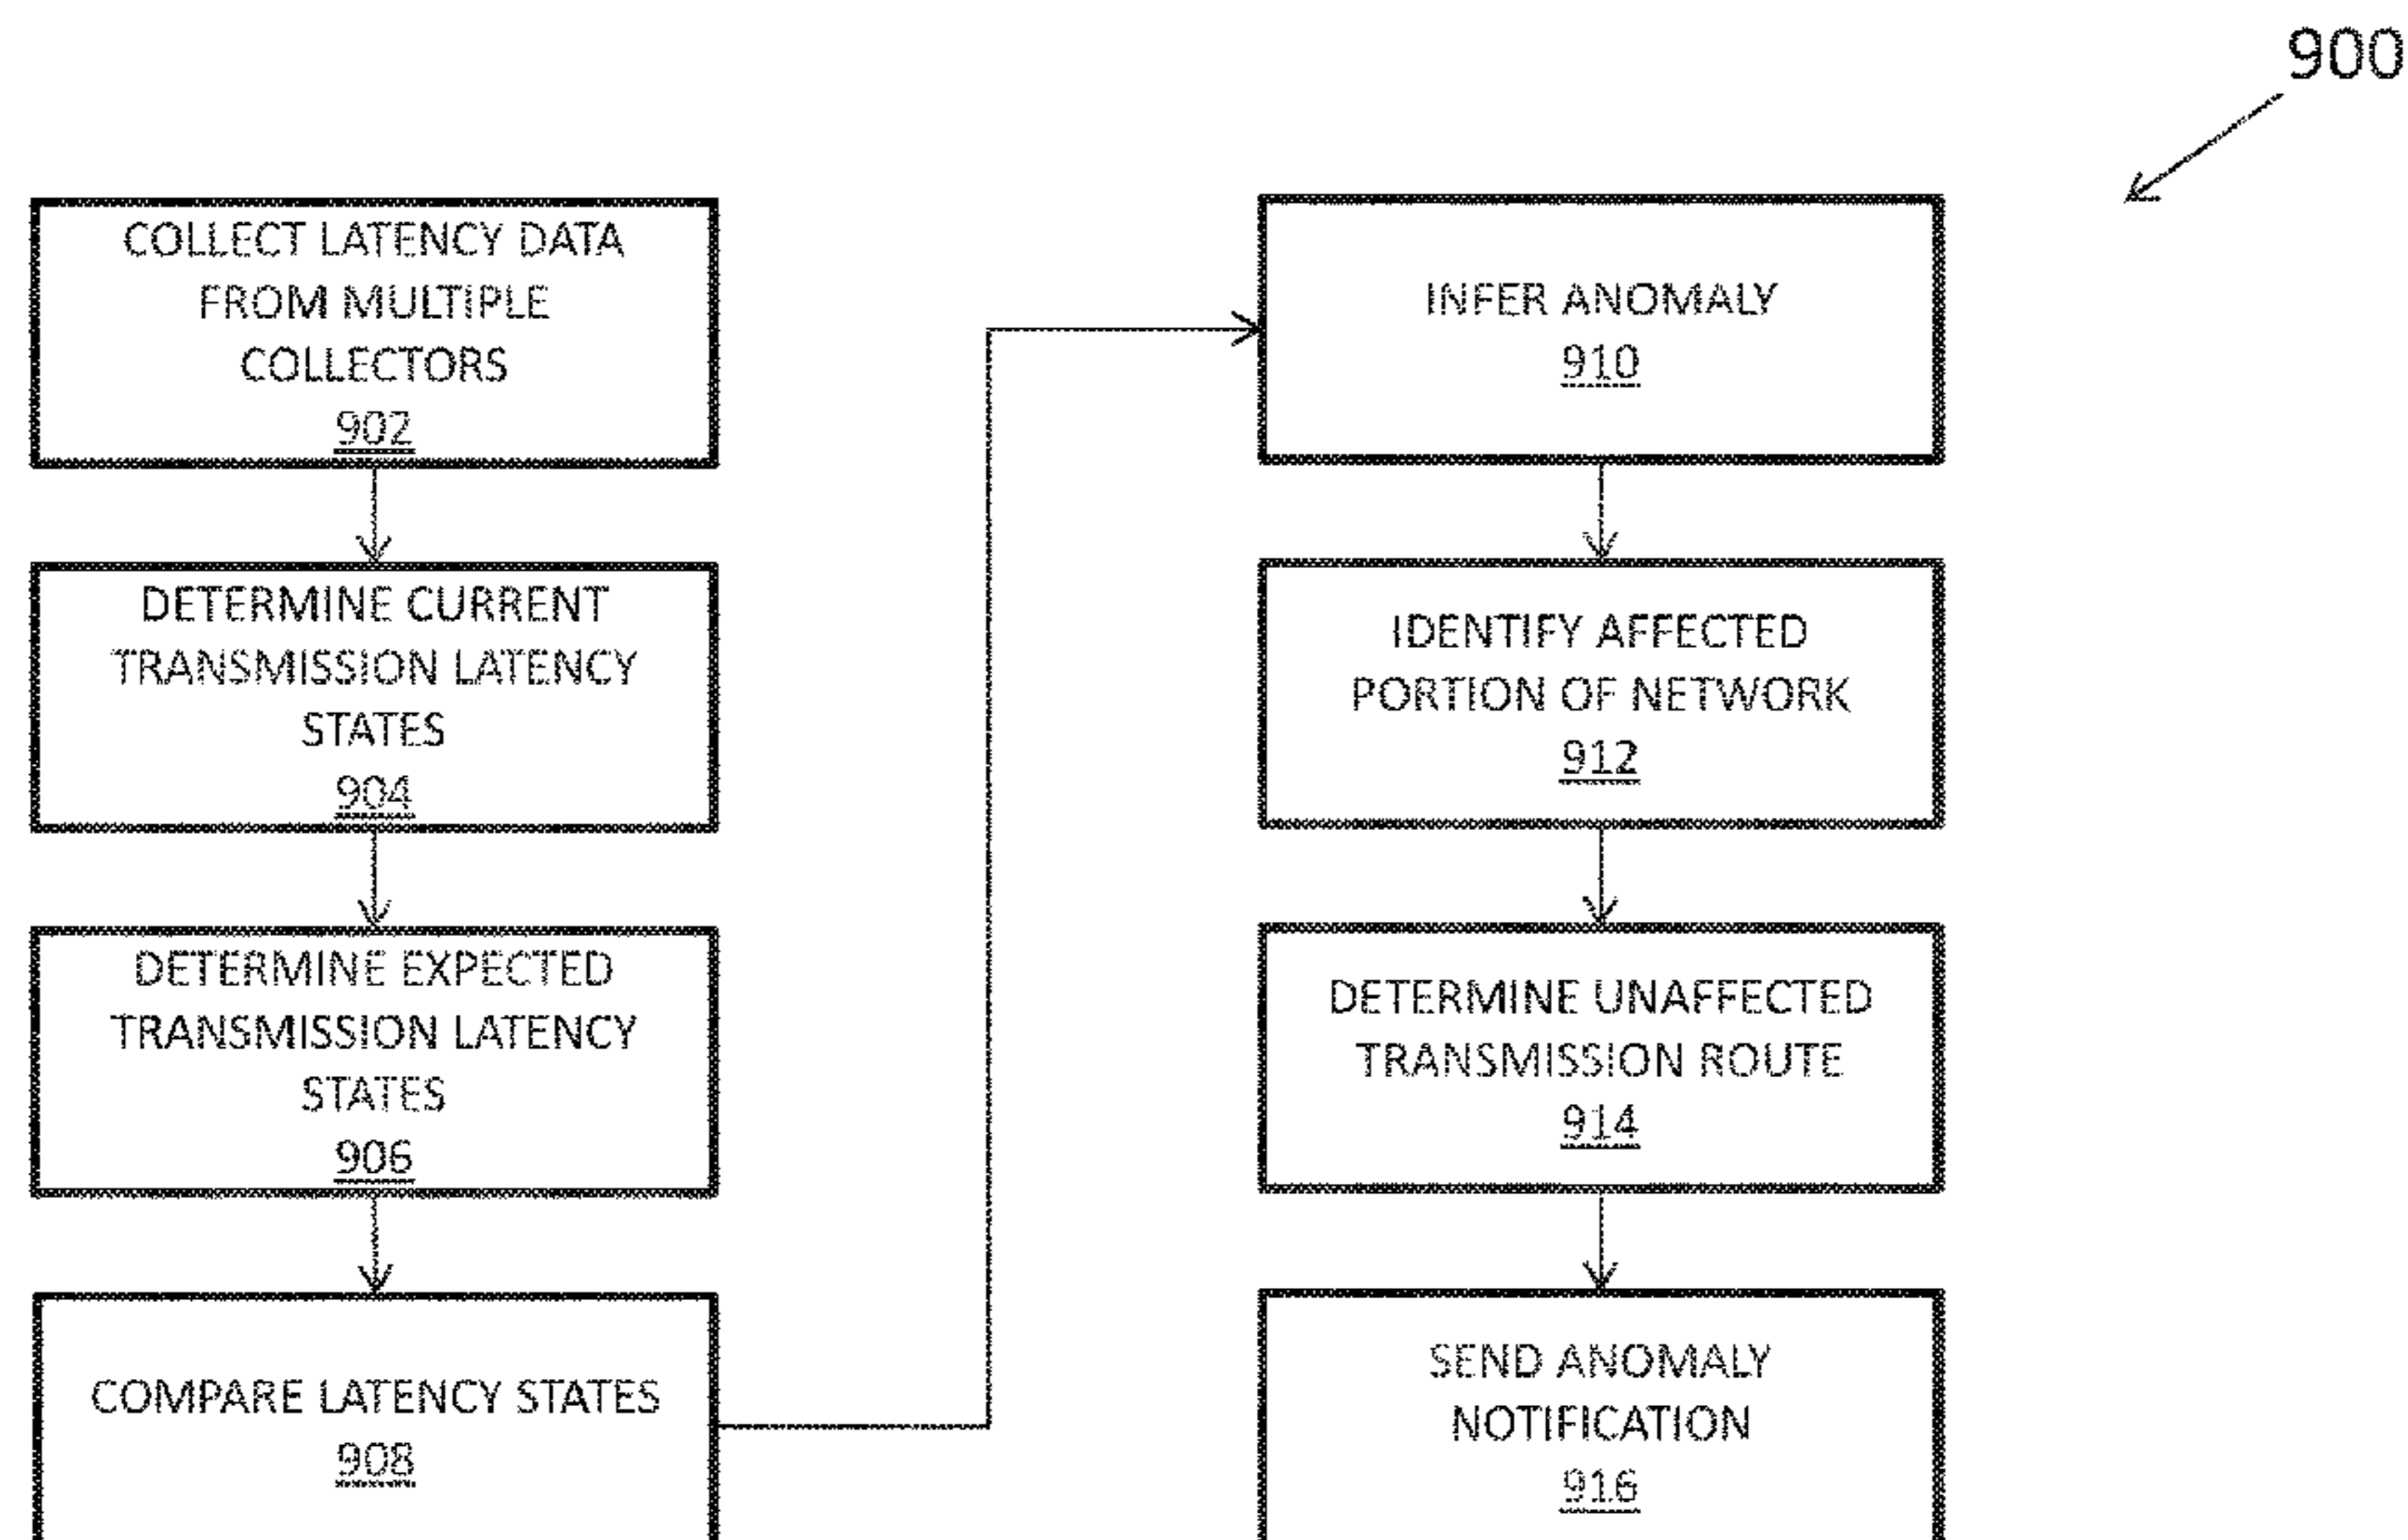 900
COLLECT LATENCY DATA
FROM MULTIPLE
COLLECTORS
902
DETERMINE CURRENT
TRANSMISSION LATENCY
STATES
904
DETERMINE EXPECTED
TRANSMISSION LATENCY
STATES
906
COMPARE LATENCY STATES
908
INFER ANOMALY
910
IDENTIFY AFFECTED
PORTION OF NETWORK
912
DETERMINE UNAFFECTED
TRANSMISSION ROUTE
914
SEND ANOMALY
NOTIFICATION
916